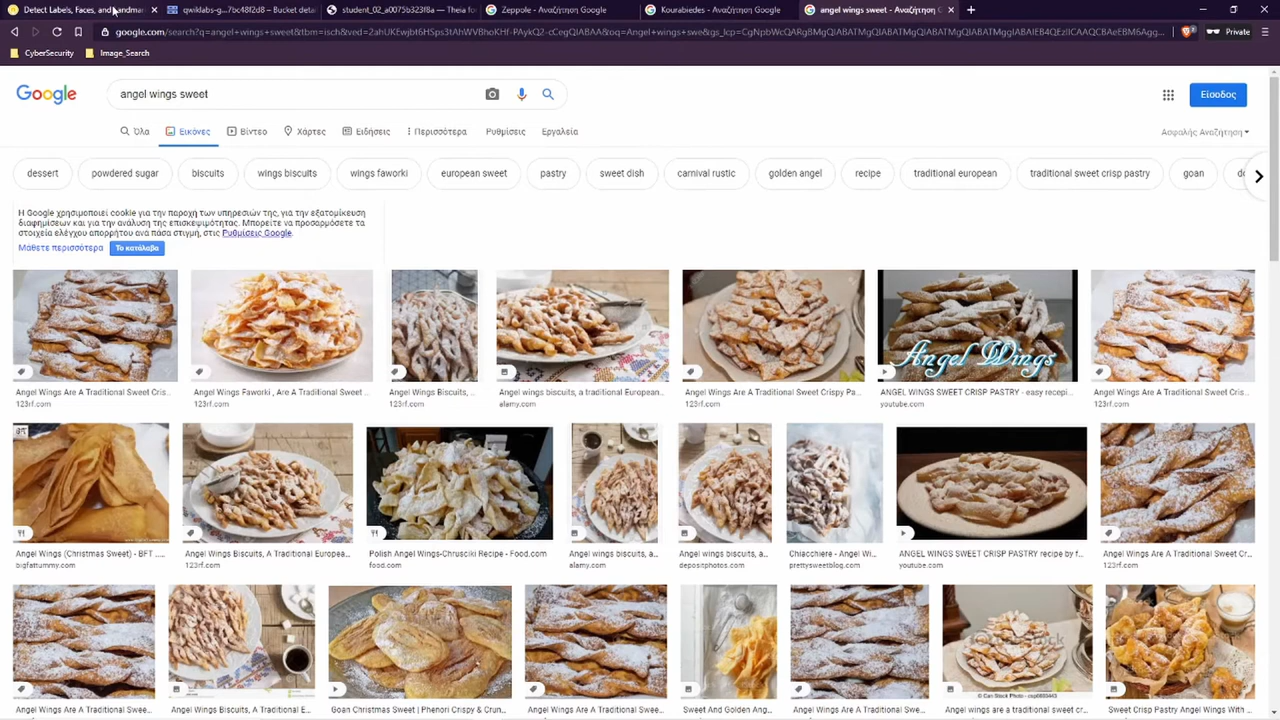 Detect Labels, Faces, and Landmar
qwiklabs-g...7bc48f2d8 – Bucket detai
student_02_a0075b323f8a — Theia fo
Zeppole - Αναζήτηση Google
Kourabiedes - Αναζήτηση Google
angel wings sweet - Αναζήτηση G
Private
CyberSecurity
Image_Search
Google
angel wings sweet
Είσοδος
Όλα
Εικόνες
Βίντεο
Χάρτες
Ειδήσεις
Περισσότερα
Ρυθμίσεις
Εργαλεία
Ασφαλής Αναζήτηση
dessert
powdered sugar
biscuits
wings biscuits
wings faworki
european sweet
pastry
sweet dish
carnival rustic
golden angel
recipe
traditional european
traditional sweet crisp pastry
goan
Η Google χρησιμοποιεί cookie για την παροχή των υπηρεσιών της, για την εξατομίκευση
διαφημίσεων και για την ανάλυση της επισκεψιμότητας. Μπορείτε να προσαρμόσετε τα
στοιχεία ελέγχου απορρήτου ανα πάσα στιγμή, στις Ρυθμίσεις Google.
Μάθετε περισσότερα
Το κατάλαβα
Angel Wings
Angel Wings Are A Traditional Sweet Cris...
123rf.com
Angel Wings Faworki , Are A Traditional Sweet ...
123rf.com
Angel Wings Biscuits, ...
123rf.com
Angel wings biscuits, a traditional European...
alamy.com
Angel Wings Are A Traditional Sweet Crispy Pa...
123rf.com
ANGEL WINGS SWEET CRISP PASTRY - easy recepi...
youtube.com
Angel Wings Are A Traditional Sweet Cris...
123rf.com
BFT
Angel Wings (Christmas Sweet) - BFT .....
bigfattummy.com
Angel Wings Biscuits, A Traditional Europea...
123rf.com
Polish Angel Wings-Chrusciki Recipe - Food.com
food.com
Angel wings biscuits, a...
alamy.com
Angel wings biscuits, a...
depositphotos.com
Chiacchiere - Angel Wi...
prettysweetblog.com
ANGEL WINGS SWEET CRISP PASTRY recipe by f...
youtube.com
Angel Wings Are A Traditional Sweet Cr...
123rf.com
© Can Stock Photo
Angel Wings Are A Traditional Sweet...
Angel Wings Biscuits, A Traditional E...
Goan Christmas Sweet | Phenori Crispy & Crun...
Angel Wings Are A Traditional Swee...
Sweet And Golden Ang...
Angel Wings Are A Traditional Swe...
Angel wings are a traditional sweet cr...
Sweet Crisp Pastry Angel Wings With ...